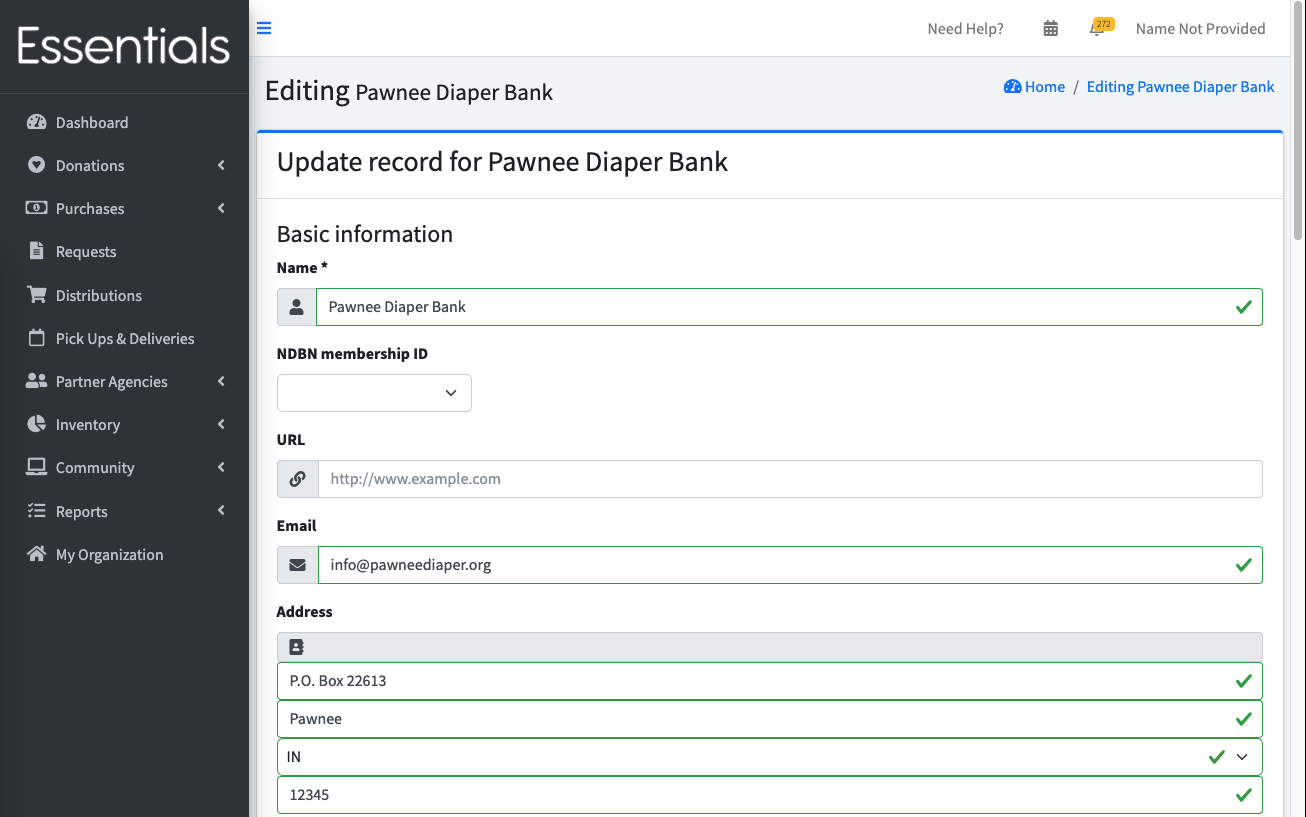 Essentials
Need Help?
272
Name Not Provided
Dashboard
Donations
Purchases
Requests
Distributions
Pick Ups & Deliveries
Partner Agencies
Inventory
Community
Reports
My Organization
Editing Pawnee Diaper Bank
Home / Editing Pawnee Diaper Bank
Update record for Pawnee Diaper Bank
Basic information
Name *
Pawnee Diaper Bank
NDBN membership ID
URL
http://www.example.com
Email
info@pawneediaper.org
Address
P.O. Box 22613
Pawnee
IN
12345